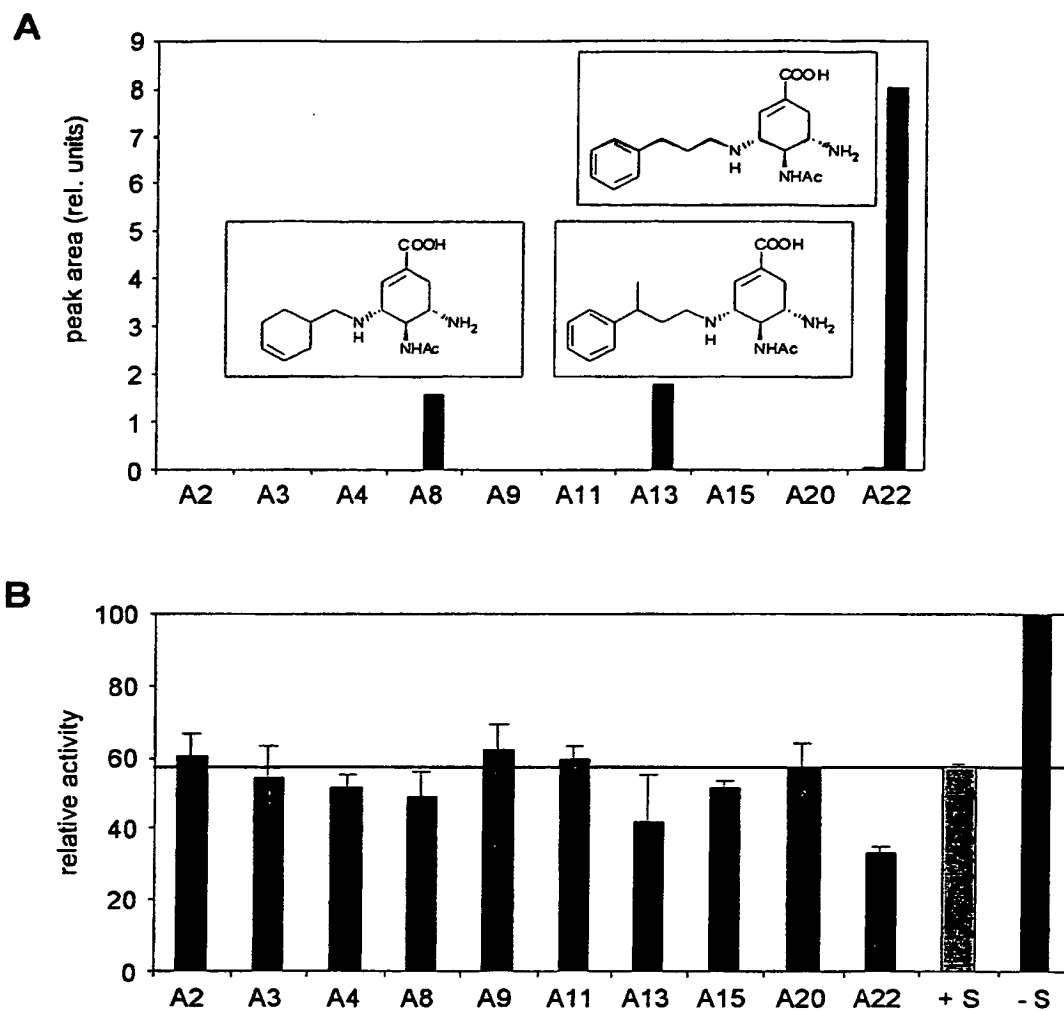 A
peak area (rel. units)
9
8
7
6
5
4
3
2
1
0
COOH
N
H
NH2
NHAc
COOH
N
H
NH2
NHAc
COOH
N
H
NH2
NHAc
A2 A3 A4 A8 A9 A11 A13 A15 A20 A22
B
relative activity
100
80
60
40
20
0
A2 A3 A4 A8 A9 A11 A13 A15 A20 A22 + S - S